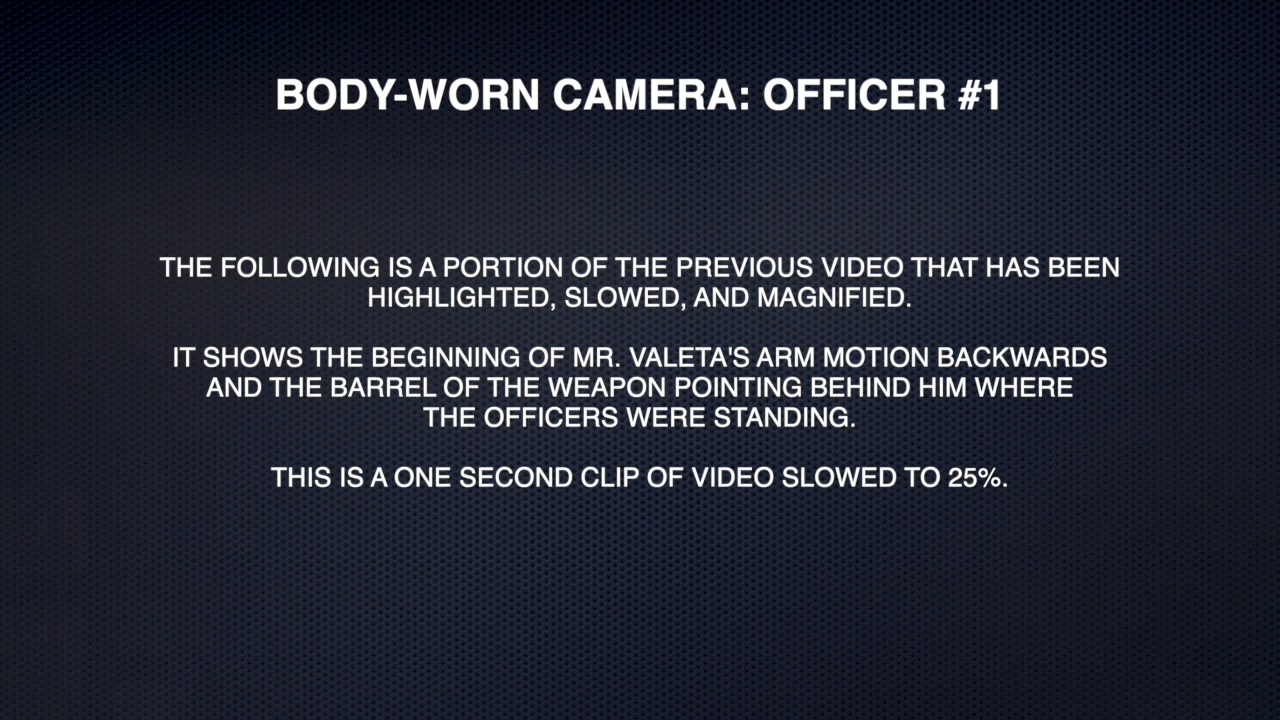 BODY-WORN CAMERA: OFFICER #1
THE FOLLOWING IS A PORTION OF THE PREVIOUS VIDEO THAT HAS BEEN
HIGHLIGHTED, SLOWED, AND MAGNIFIED.
IT SHOWS THE BEGINNING OF MR. VALETA'S ARM MOTION BACKWARDS
AND THE BARREL OF THE WEAPON POINTING BEHIND HIM WHERE
THE OFFICERS WERE STANDING.
THIS IS A ONE SECOND CLIP OF VIDEO SLOWED TO 25%.